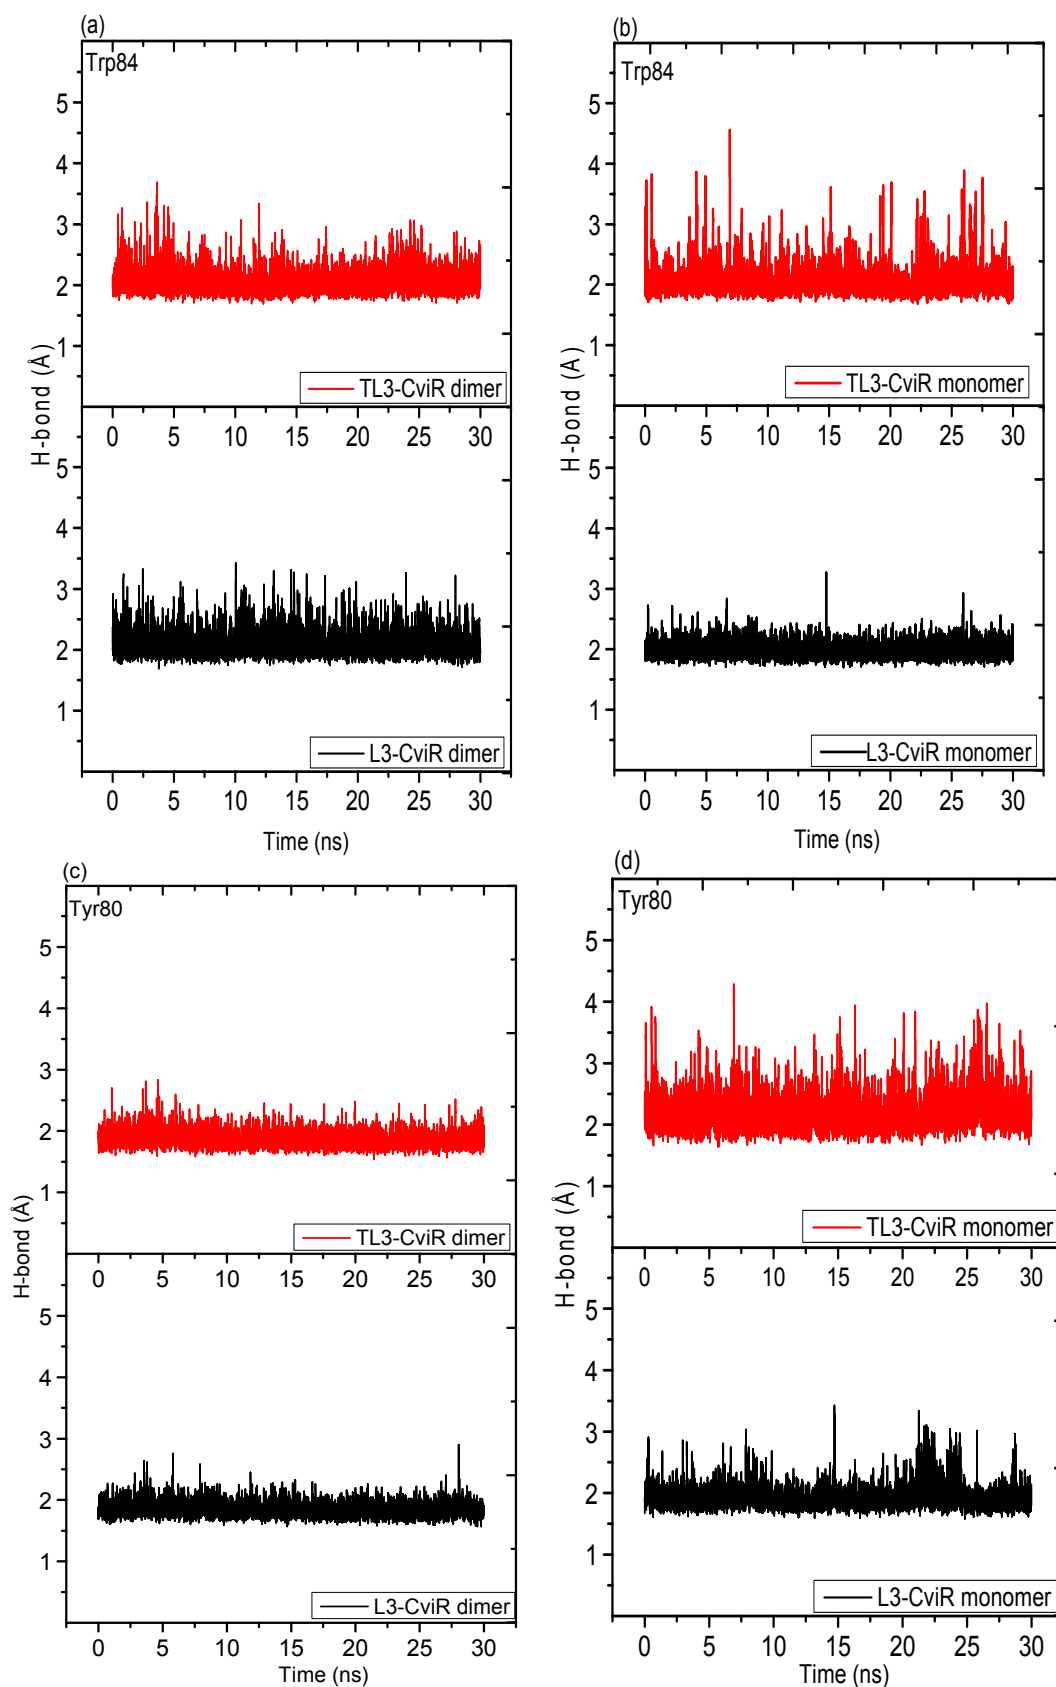 (a)
Trp84
5
4
3
2
1
TL3-CviR dimer
0 5 10 15 20 25 30
H-bond (Å)
5
4
3
2
1
L3-CviR dimer
0 5 10 15 20 25 30
Time (ns)
(b)
Trp84
5
4
3
2
1
TL3-CviR monomer
0 5 10 15 20 25 30
H-bond (Å)
5
4
3
2
1
L3-CviR monomer
0 5 10 15 20 25 30
Time (ns)
(c)
Tyr80
5
4
3
2
1
TL3-CviR dimer
0 5 10 15 20 25 30
H-bond (Å)
5
4
3
2
1
L3-CviR dimer
0 5 10 15 20 25 30
Time (ns)
(d)
Tyr80
5
4
3
2
1
TL3-CviR monomer
0 5 10 15 20 25 30
H-bond (Å)
5
4
3
2
1
L3-CviR monomer
0 5 10 15 20 25 30
Time (ns)